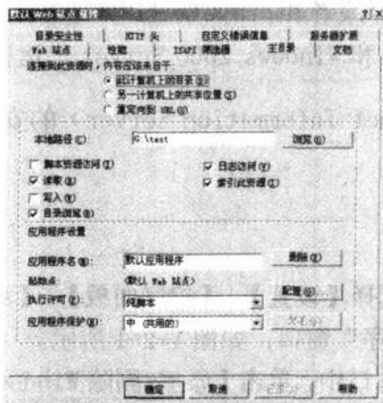 默认 Web 站点 属性
目录安全性 HTTP 头 自定义错误信息 服务器扩展
Web 站点 性能 ISAPI 筛选器 主目录 文档
连接到此资源时，内容应该来自于:
此计算机上的目录(D)
另一计算机上的共享位置(S)
重定向到 URL(U)
本地路径(C) G:\test 浏览(O)
脚本资源访问(T) 日志访问(V)
读取(R) 索引此资源(I)
写入(W)
目录浏览(B)
应用程序设置
应用程序名(M): 默认应用程序 删除(E)
起始点 (默认 Web 站点)
执行许可(P): 纯脚本 配置(G)
应用程序保护(N): 中 (共用的)
确定 取消 帮助